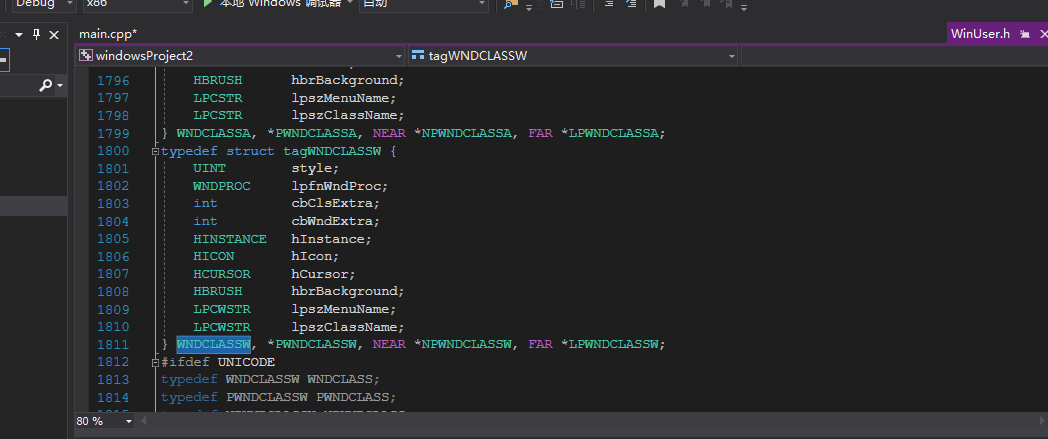 Debug x86 本地 Windows 调试器 自动
main.cpp* WinUser.h
windowsProject2 tagWNDCLASSW
1796 HBRUSH hbrBackground;
1797 LPCSTR lpszMenuName;
1798 LPCSTR lpszClassName;
1799 } WNDCLASSA, *PWNDCLASSA, NEAR *NPWNDCLASSA, FAR *LPWNDCLASSA;
1800 typedef struct tagWNDCLASSW {
1801 UINT style;
1802 WNDPROC lpfnWndProc;
1803 int cbClsExtra;
1804 int cbWndExtra;
1805 HINSTANCE hInstance;
1806 HICON hIcon;
1807 HCURSOR hCursor;
1808 HBRUSH hbrBackground;
1809 LPCWSTR lpszMenuName;
1810 LPCWSTR lpszClassName;
1811 } WNDCLASSW, *PWNDCLASSW, NEAR *NPWNDCLASSW, FAR *LPWNDCLASSW;
1812 #ifdef UNICODE
1813 typedef WNDCLASSW WNDCLASS;
1814 typedef PWNDCLASSW PWNDCLASS;
80 %